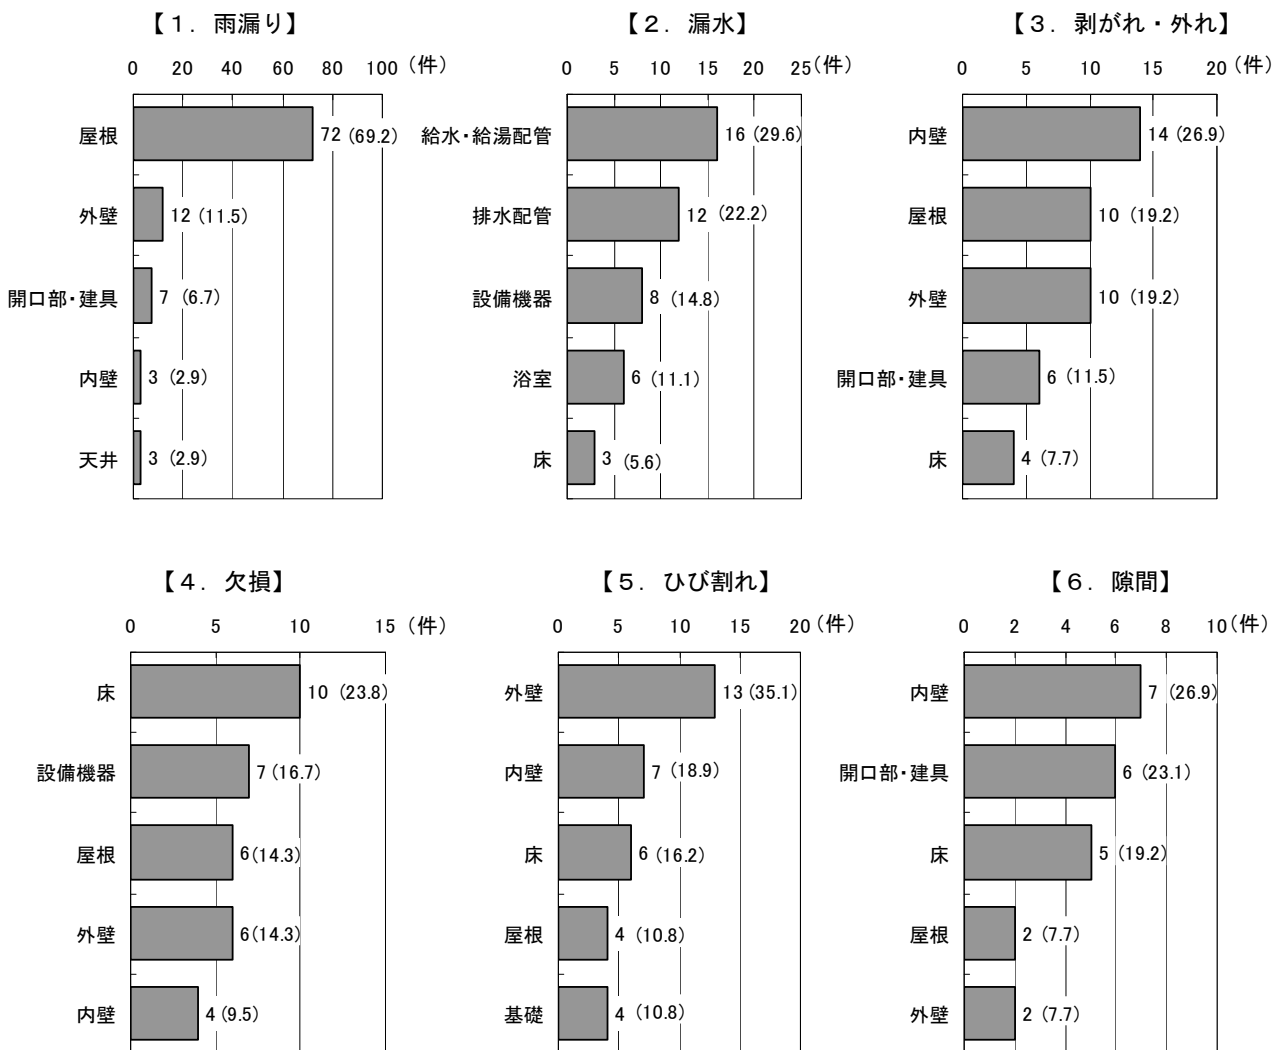 【１．雨漏り】
0 20 40 60 80 100 (件)
屋根 72 (69.2)
外壁 12 (11.5)
開口部・建具 7 (6.7)
内壁 3 (2.9)
天井 3 (2.9)
【２．漏水】
0 5 10 15 20 25 (件)
給水・給湯配管 16 (29.6)
排水配管 12 (22.2)
設備機器 8 (14.8)
浴室 6 (11.1)
床 3 (5.6)
【３．剥がれ・外れ】
0 5 10 15 20 (件)
内壁 14 (26.9)
屋根 10 (19.2)
外壁 10 (19.2)
開口部・建具 6 (11.5)
床 4 (7.7)
【４．欠損】
0 5 10 15 (件)
床 10 (23.8)
設備機器 7 (16.7)
屋根 6 (14.3)
外壁 6 (14.3)
内壁 4 (9.5)
【５．ひび割れ】
0 5 10 15 20 (件)
外壁 13 (35.1)
内壁 7 (18.9)
床 6 (16.2)
屋根 4 (10.8)
基礎 4 (10.8)
【６．隙間】
0 2 4 6 8 10 (件)
内壁 7 (26.9)
開口部・建具 6 (23.1)
床 5 (19.2)
屋根 2 (7.7)
外壁 2 (7.7)